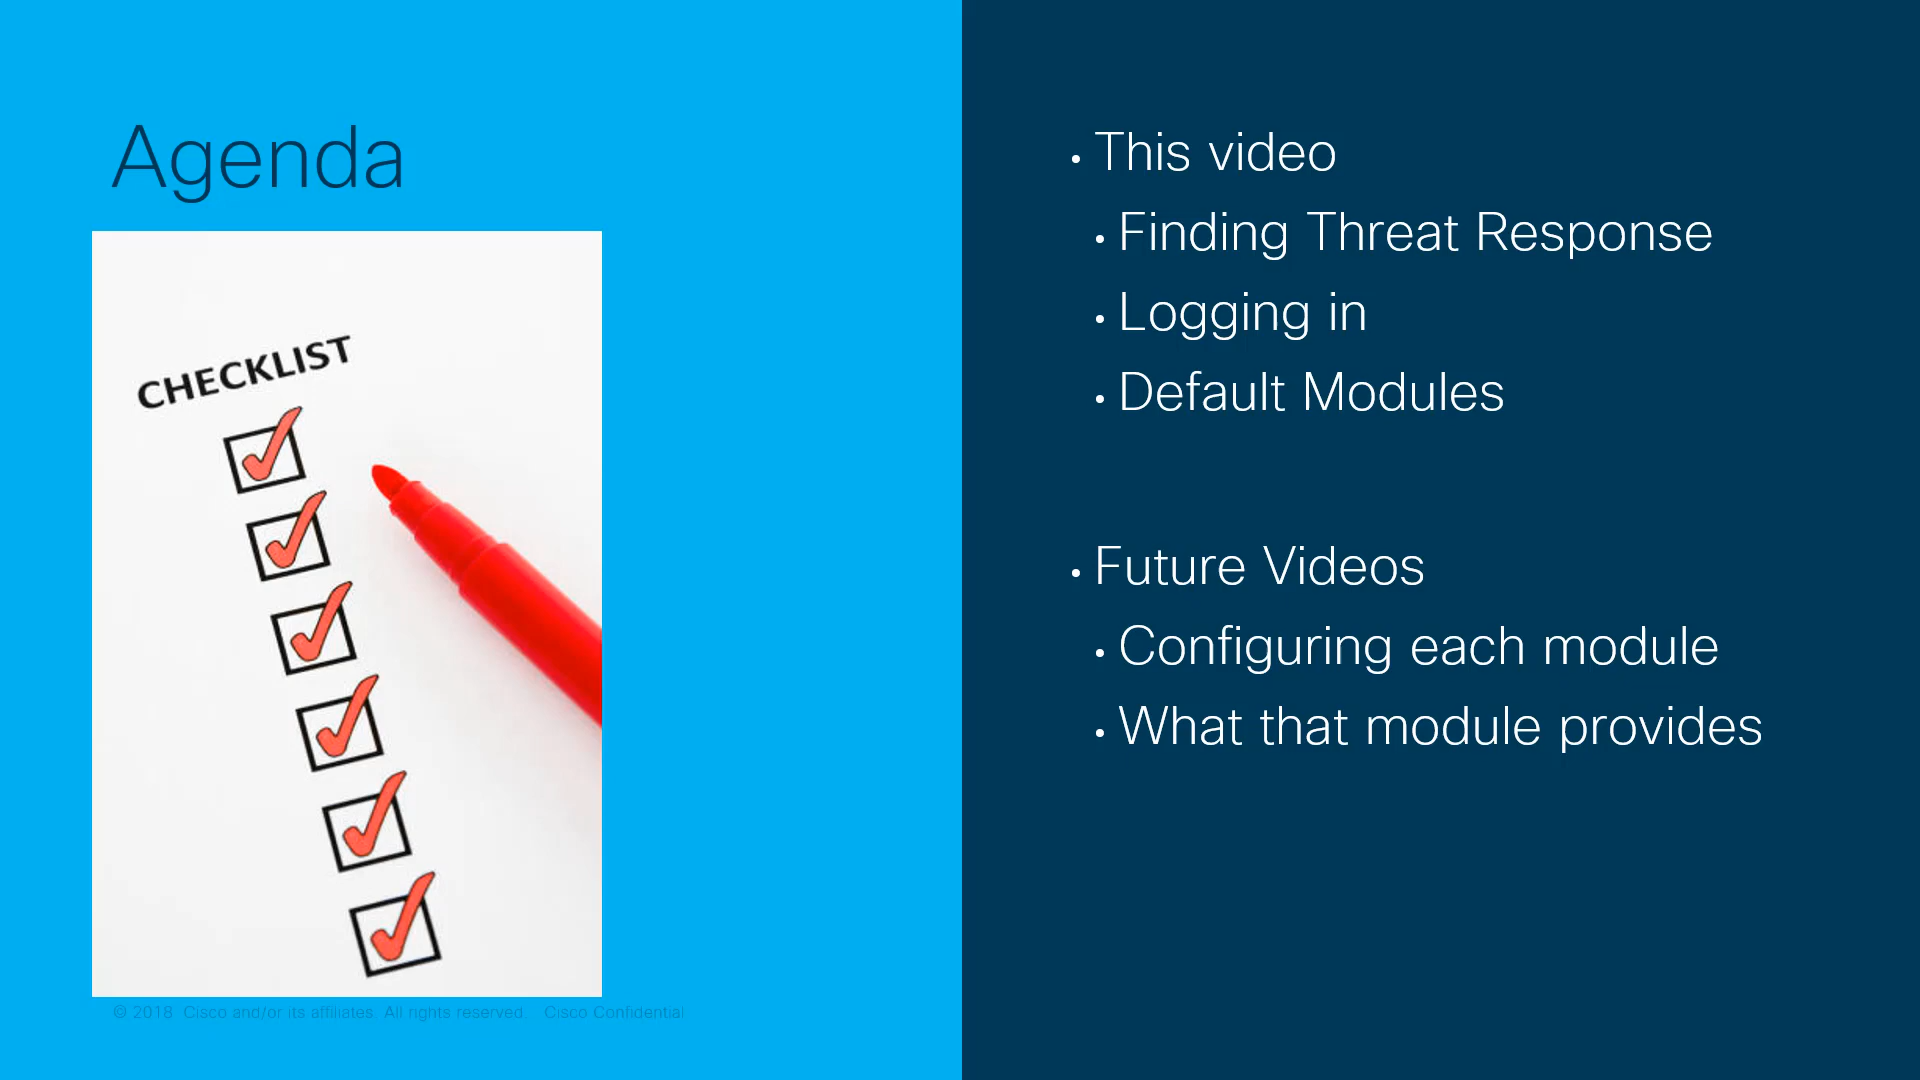 Agenda
CHECKLIST
• This video
• Finding Threat Response
• Logging in
• Default Modules
• Future Videos
• Configuring each module
• What that module provides
© 2018 Cisco and/or its affiliates. All rights reserved. Cisco Confidential